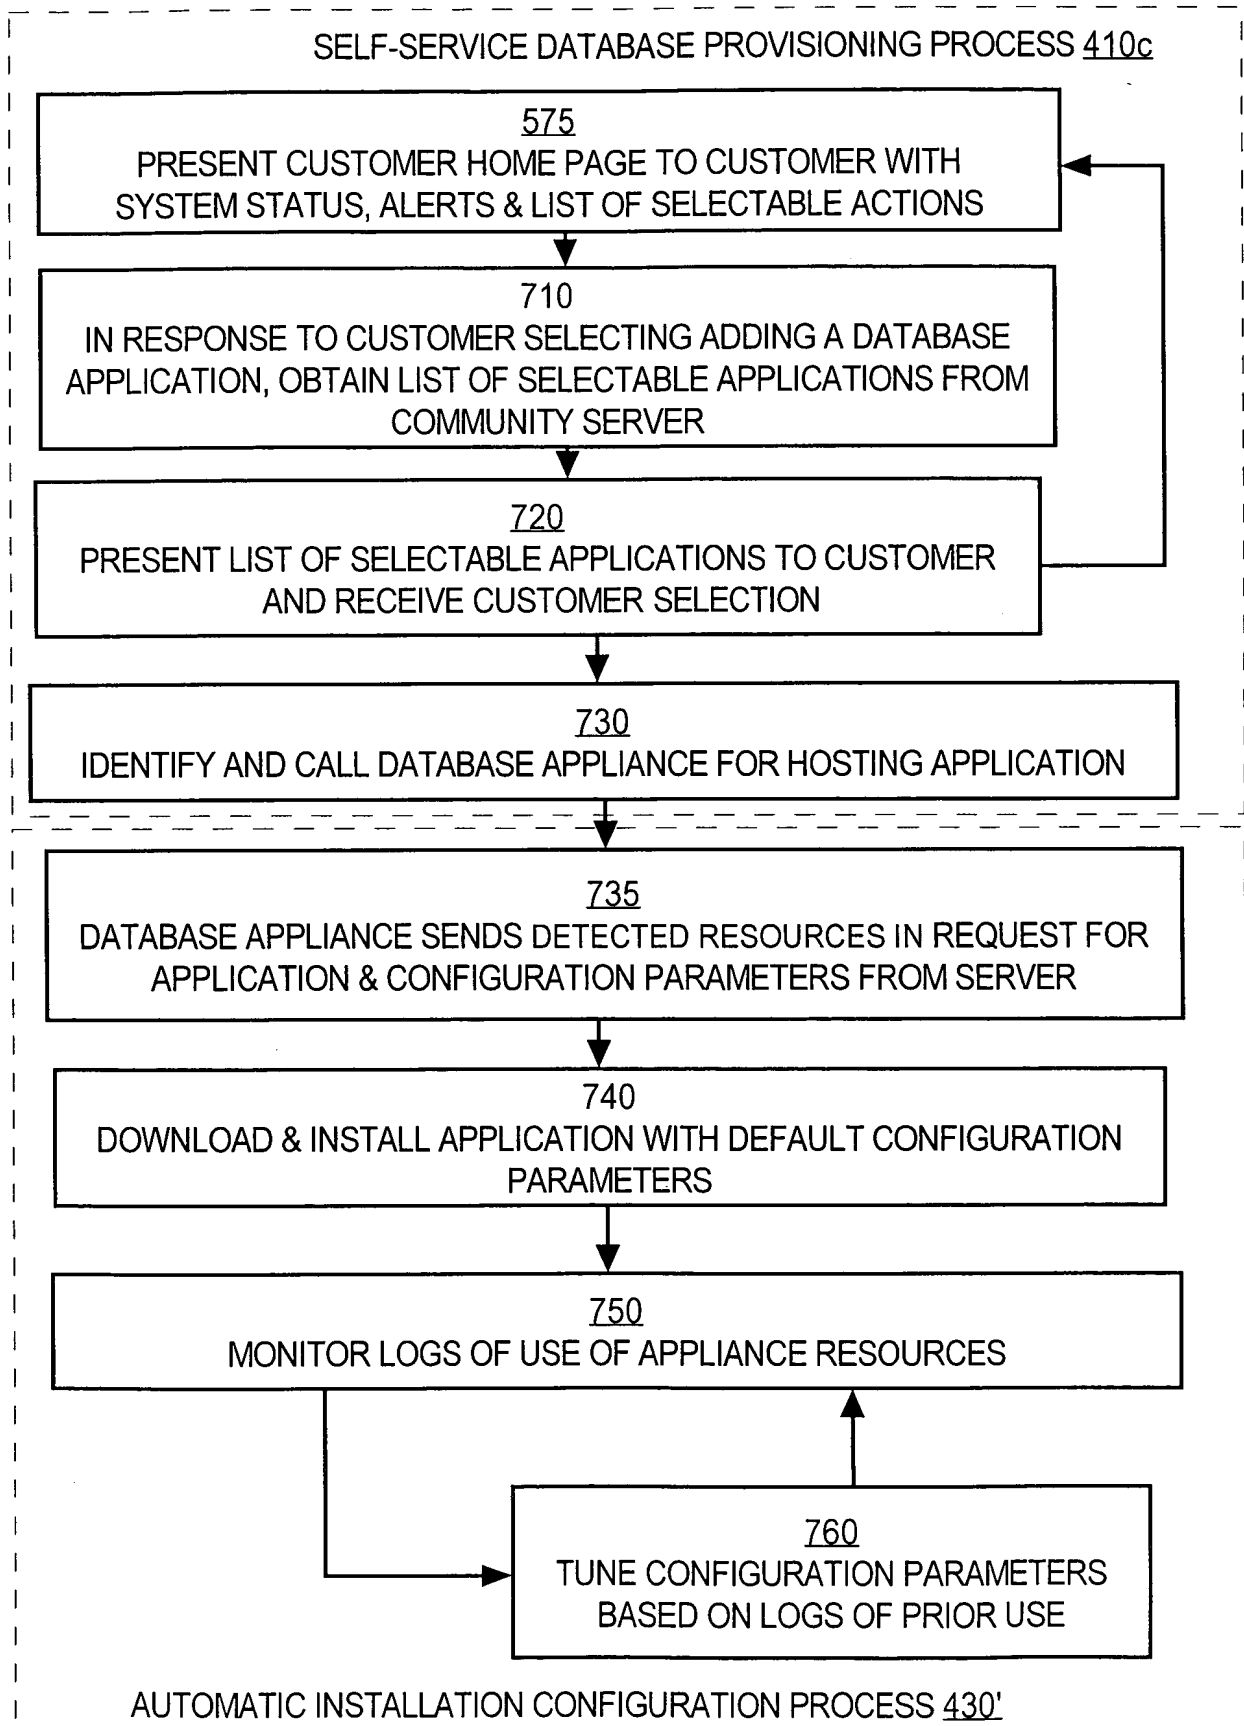 SELF-SERVICE DATABASE PROVISIONING PROCESS 410c
575
PRESENT CUSTOMER HOME PAGE TO CUSTOMER WITH
SYSTEM STATUS, ALERTS & LIST OF SELECTABLE ACTIONS
710
IN RESPONSE TO CUSTOMER SELECTING ADDING A DATABASE
APPLICATION, OBTAIN LIST OF SELECTABLE APPLICATIONS FROM
COMMUNITY SERVER
720
PRESENT LIST OF SELECTABLE APPLICATIONS TO CUSTOMER
AND RECEIVE CUSTOMER SELECTION
730
IDENTIFY AND CALL DATABASE APPLIANCE FOR HOSTING APPLICATION
735
DATABASE APPLIANCE SENDS DETECTED RESOURCES IN REQUEST FOR
APPLICATION & CONFIGURATION PARAMETERS FROM SERVER
740
DOWNLOAD & INSTALL APPLICATION WITH DEFAULT CONFIGURATION
PARAMETERS
750
MONITOR LOGS OF USE OF APPLIANCE RESOURCES
760
TUNE CONFIGURATION PARAMETERS
BASED ON LOGS OF PRIOR USE
AUTOMATIC INSTALLATION CONFIGURATION PROCESS 430'